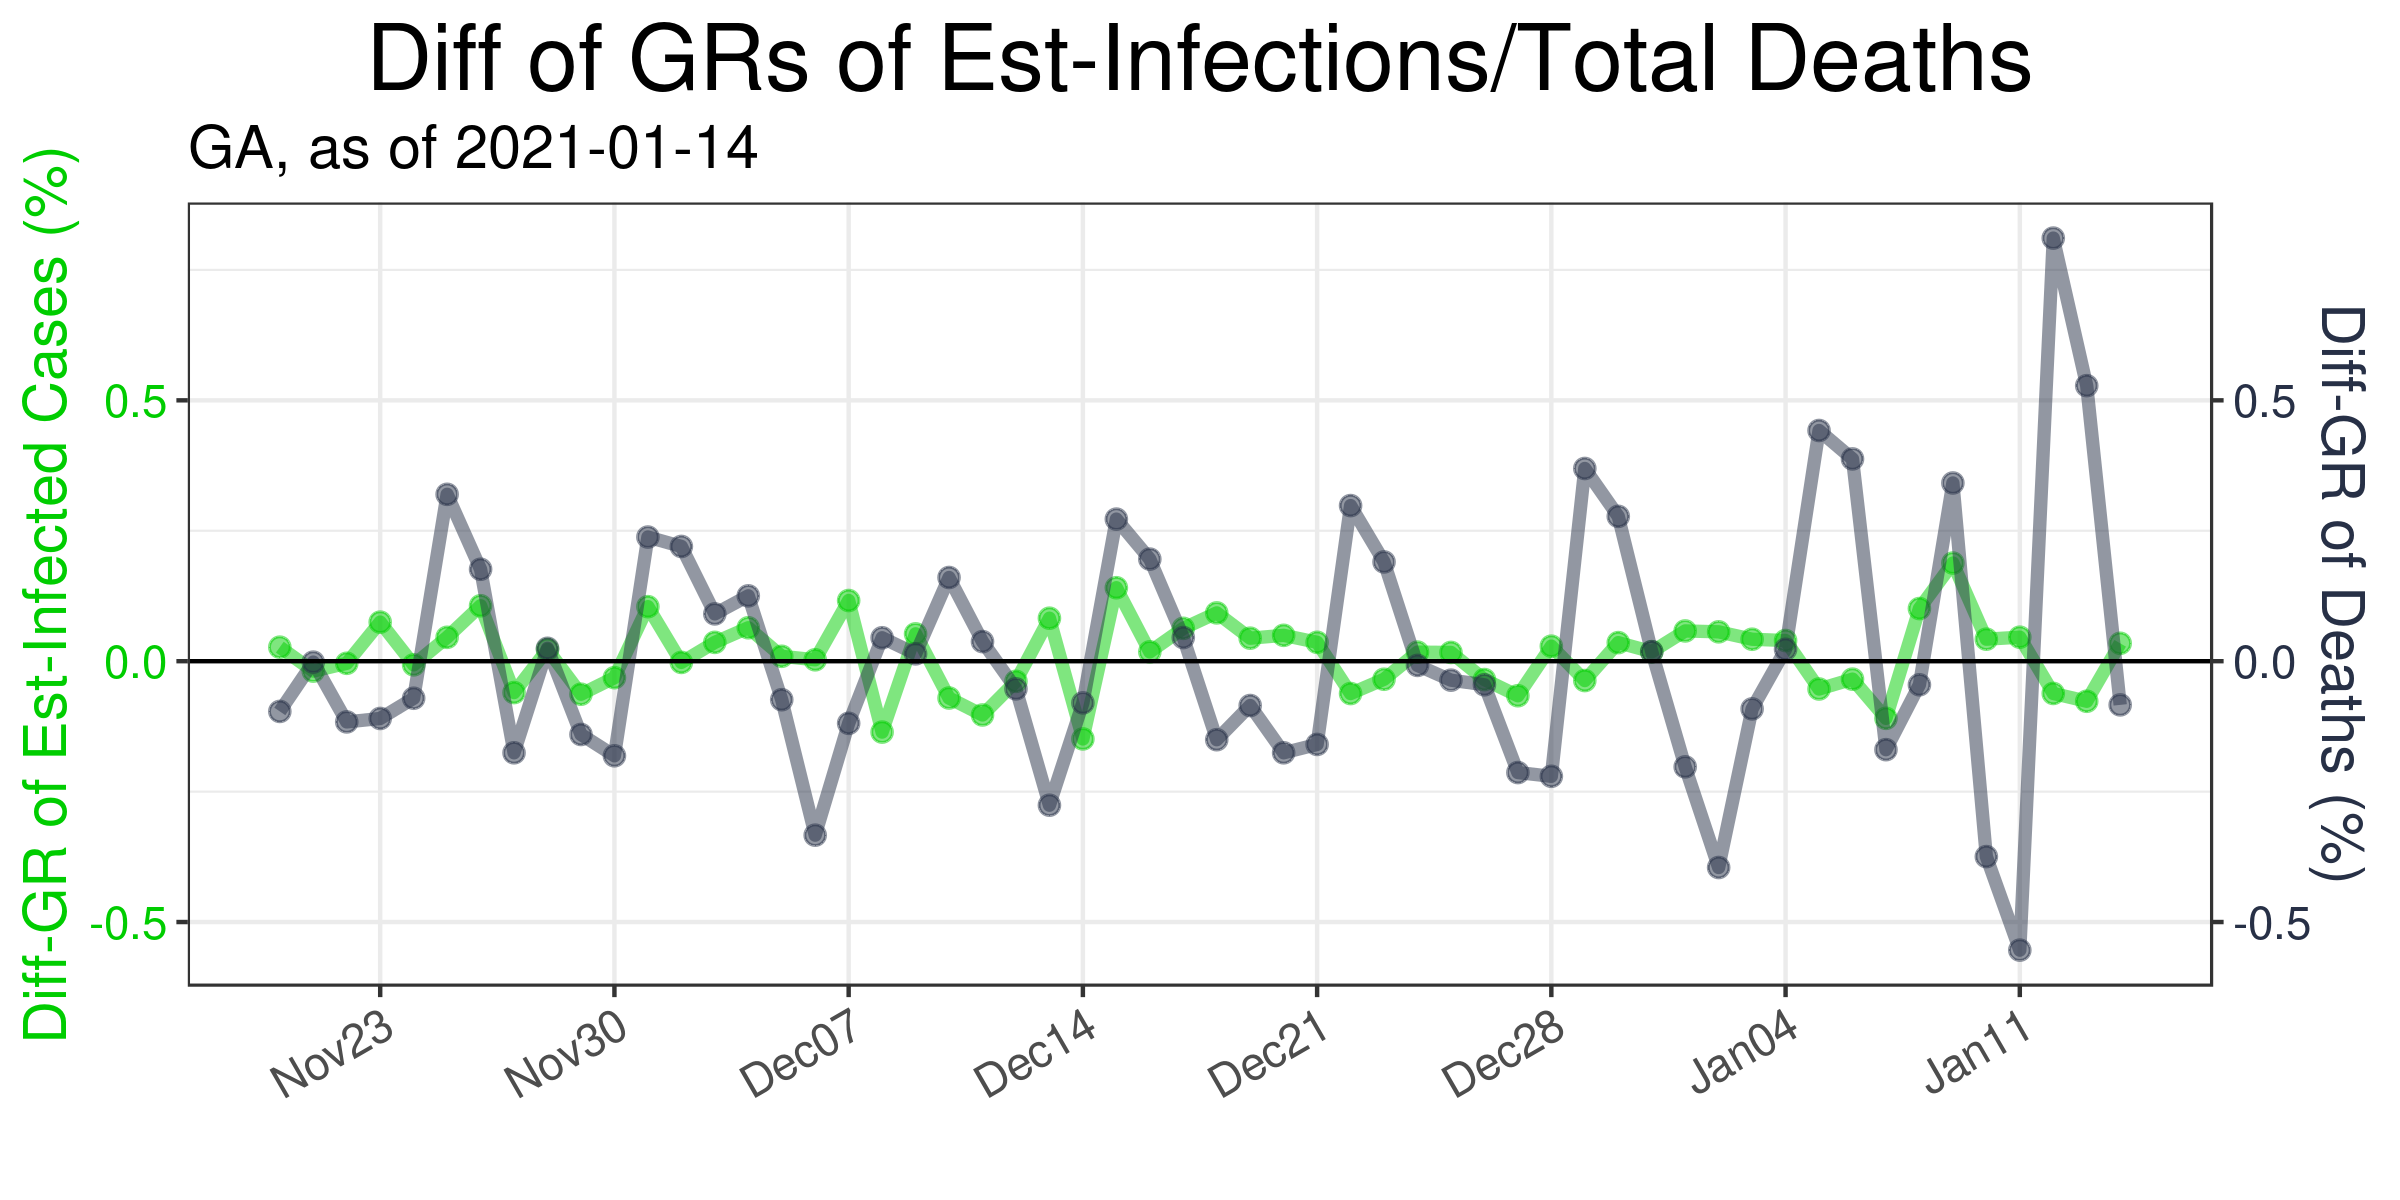 Diff of GRs of Est-Infections/Total Deaths
GA, as of 2021-01-14
Diff-GR of Est-Infected Cases (%)
0.5
0.0
-0.5
0.5
0.0
-0.5
Diff-GR of Deaths (%)
Nov23
Nov30
Dec07
Dec14
Dec21
Dec28
Jan04
Jan11